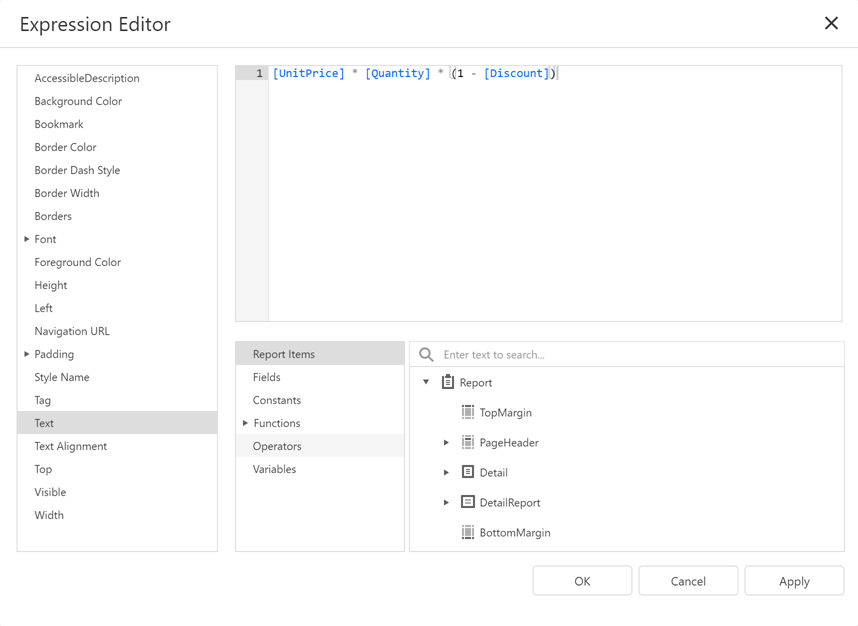 Expression Editor
AccessibleDescription
Background Color
Bookmark
Border Color
Border Dash Style
Border Width
Borders
Font
Foreground Color
Height
Left
Navigation URL
Padding
Style Name
Tag
Text
Text Alignment
Top
Visible
Width
1 [UnitPrice] * [Quantity] * (1 - [Discount])
Report Items
Fields
Constants
Functions
Operators
Variables
Enter text to search...
Report
TopMargin
PageHeader
Detail
DetailReport
BottomMargin
OK Cancel Apply